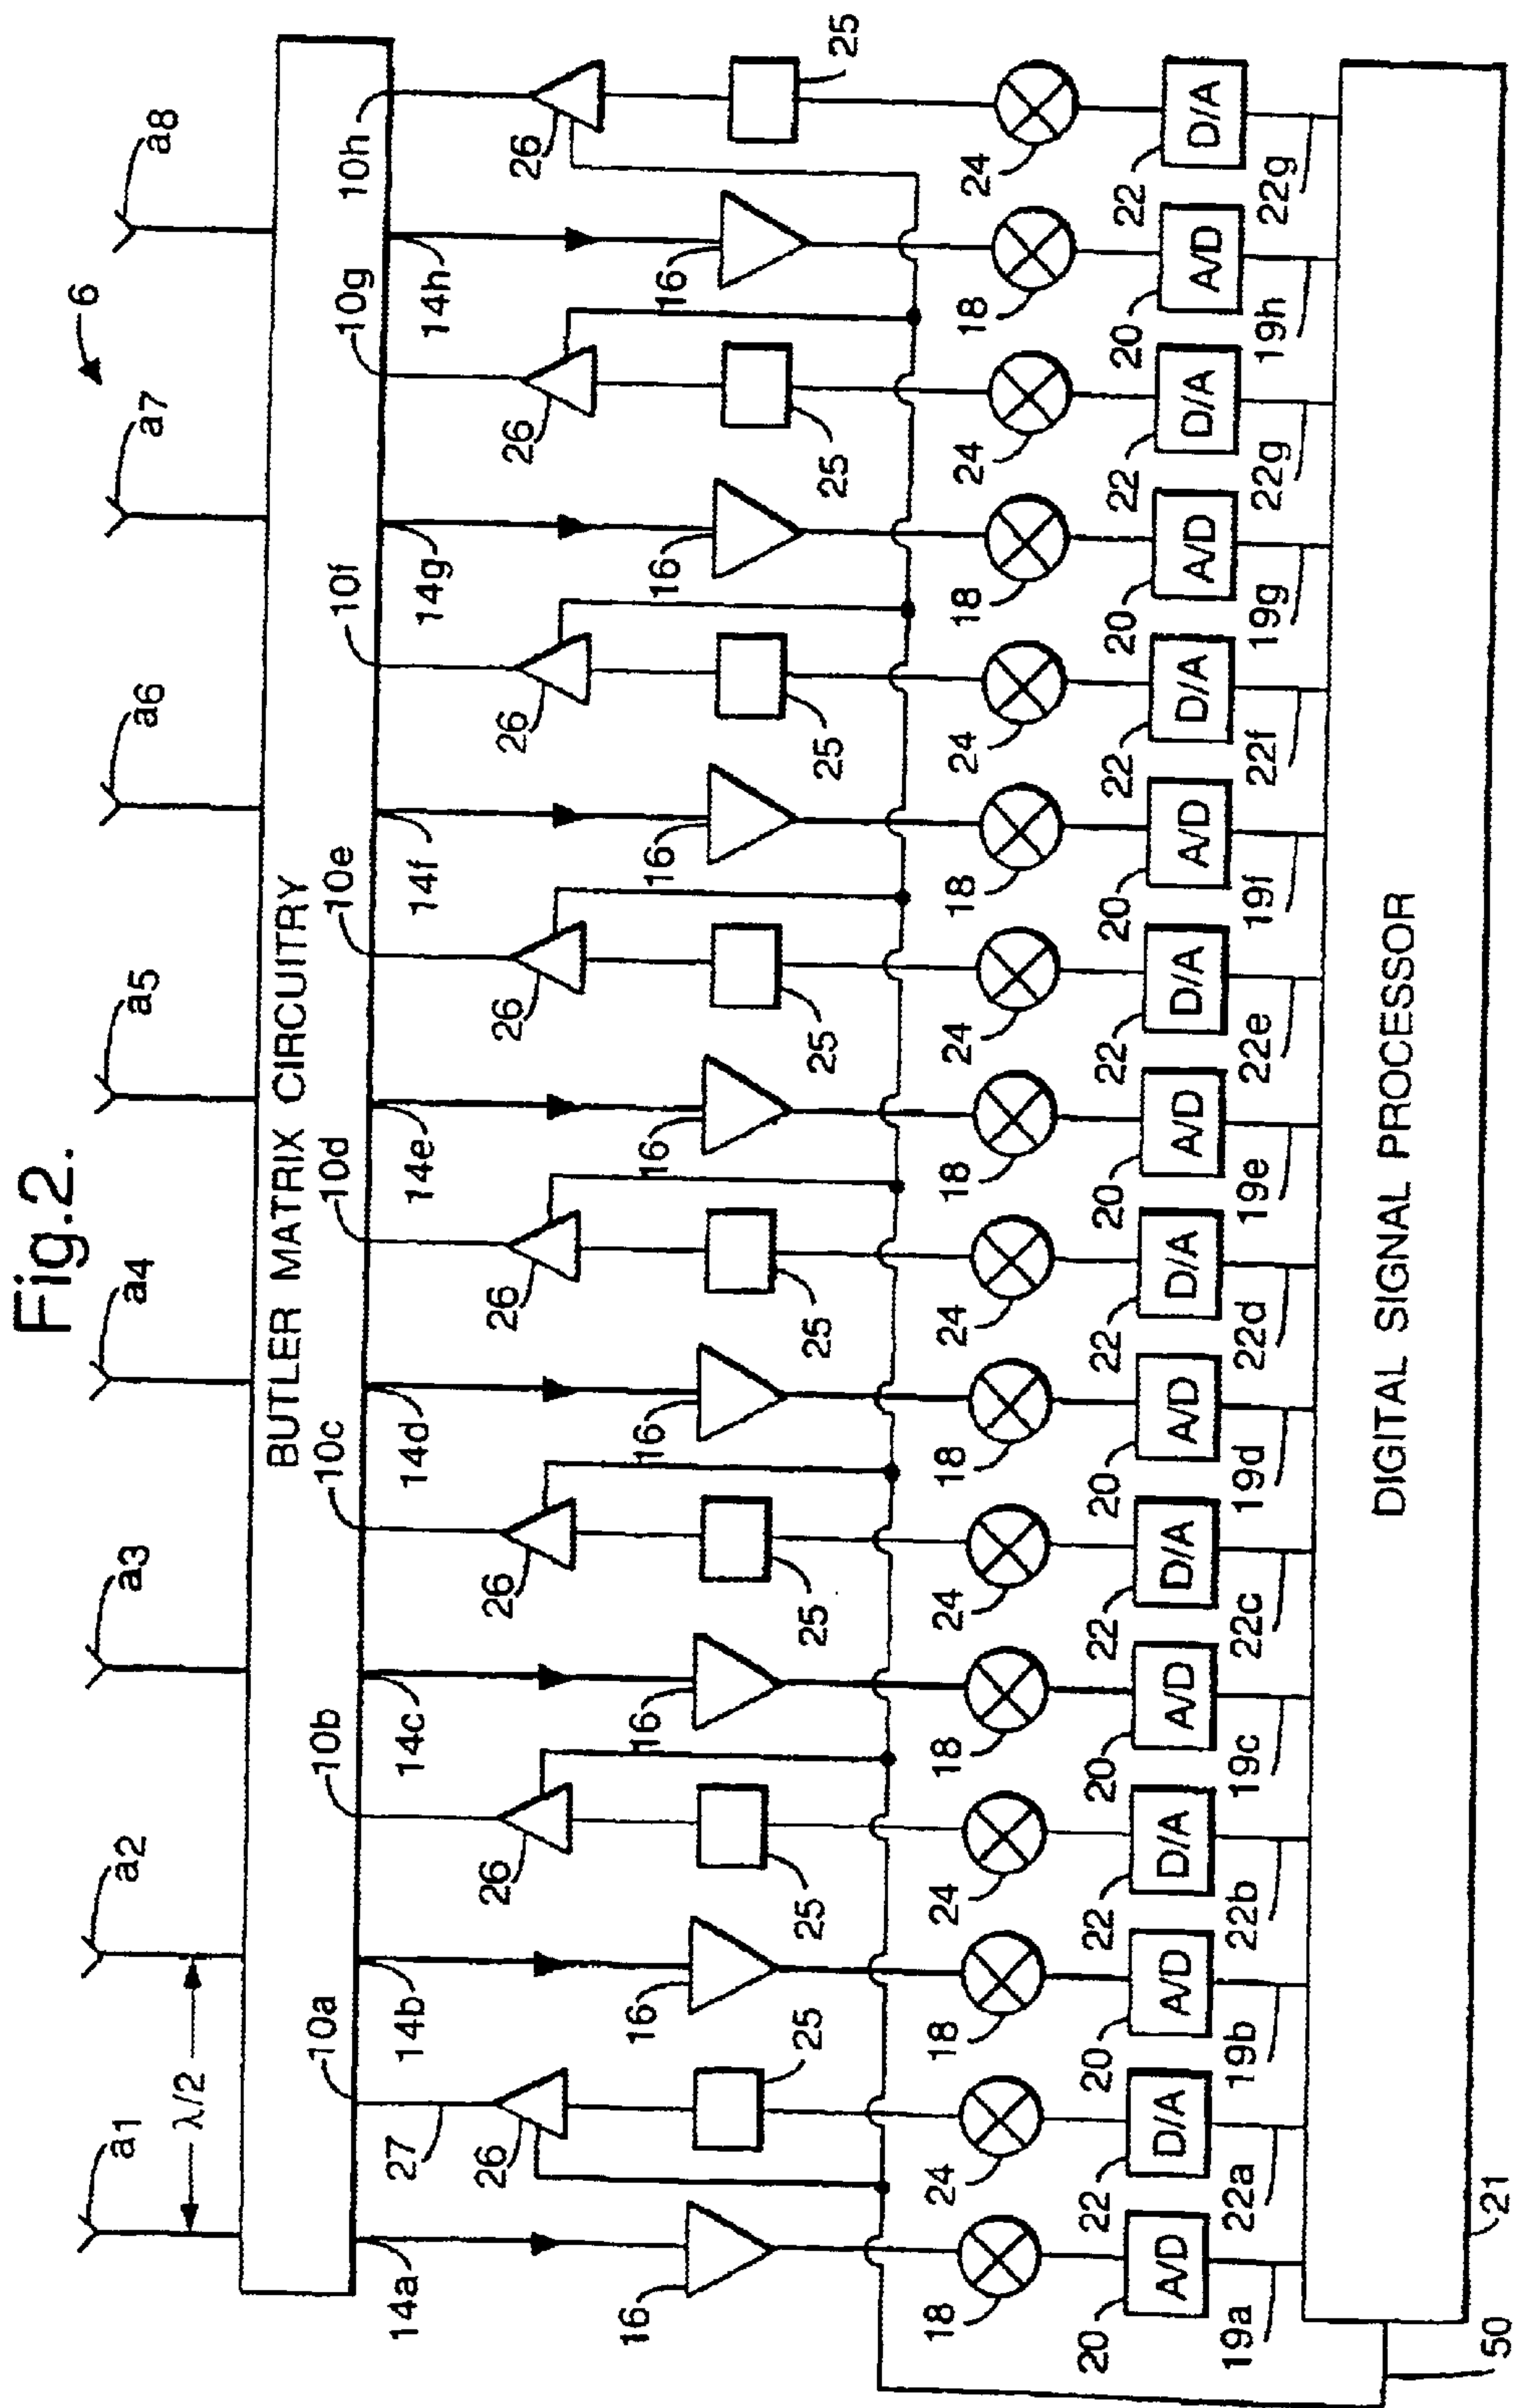 Fig.2.
6
a1 a2 a3 a4 a5 a6 a7 a8
λ/2
BUTLER MATRIX CIRCUITRY
10a 10b 10c 10d 10e 10f 10g 10h
14a 14b 14c 14d 14e 14f 14g 14h
27
26 26 26 26 26 26 26 26
16 16 16 16 16 16 16 16
25 25 25 25 25 25 25 25
18 24 18 24 18 24 18 24 18 24 18 24 18 24 18 24
A/D D/A A/D D/A A/D D/A A/D D/A A/D D/A A/D D/A A/D D/A A/D D/A
20 22 20 22 20 22 20 22 20 22 20 22 20 22 20 22
19a 22a 19b 22b 19c 22c 19d 22d 19e 22e 19f 22f 19g 22g 19h 22g
DIGITAL SIGNAL PROCESSOR
50 21